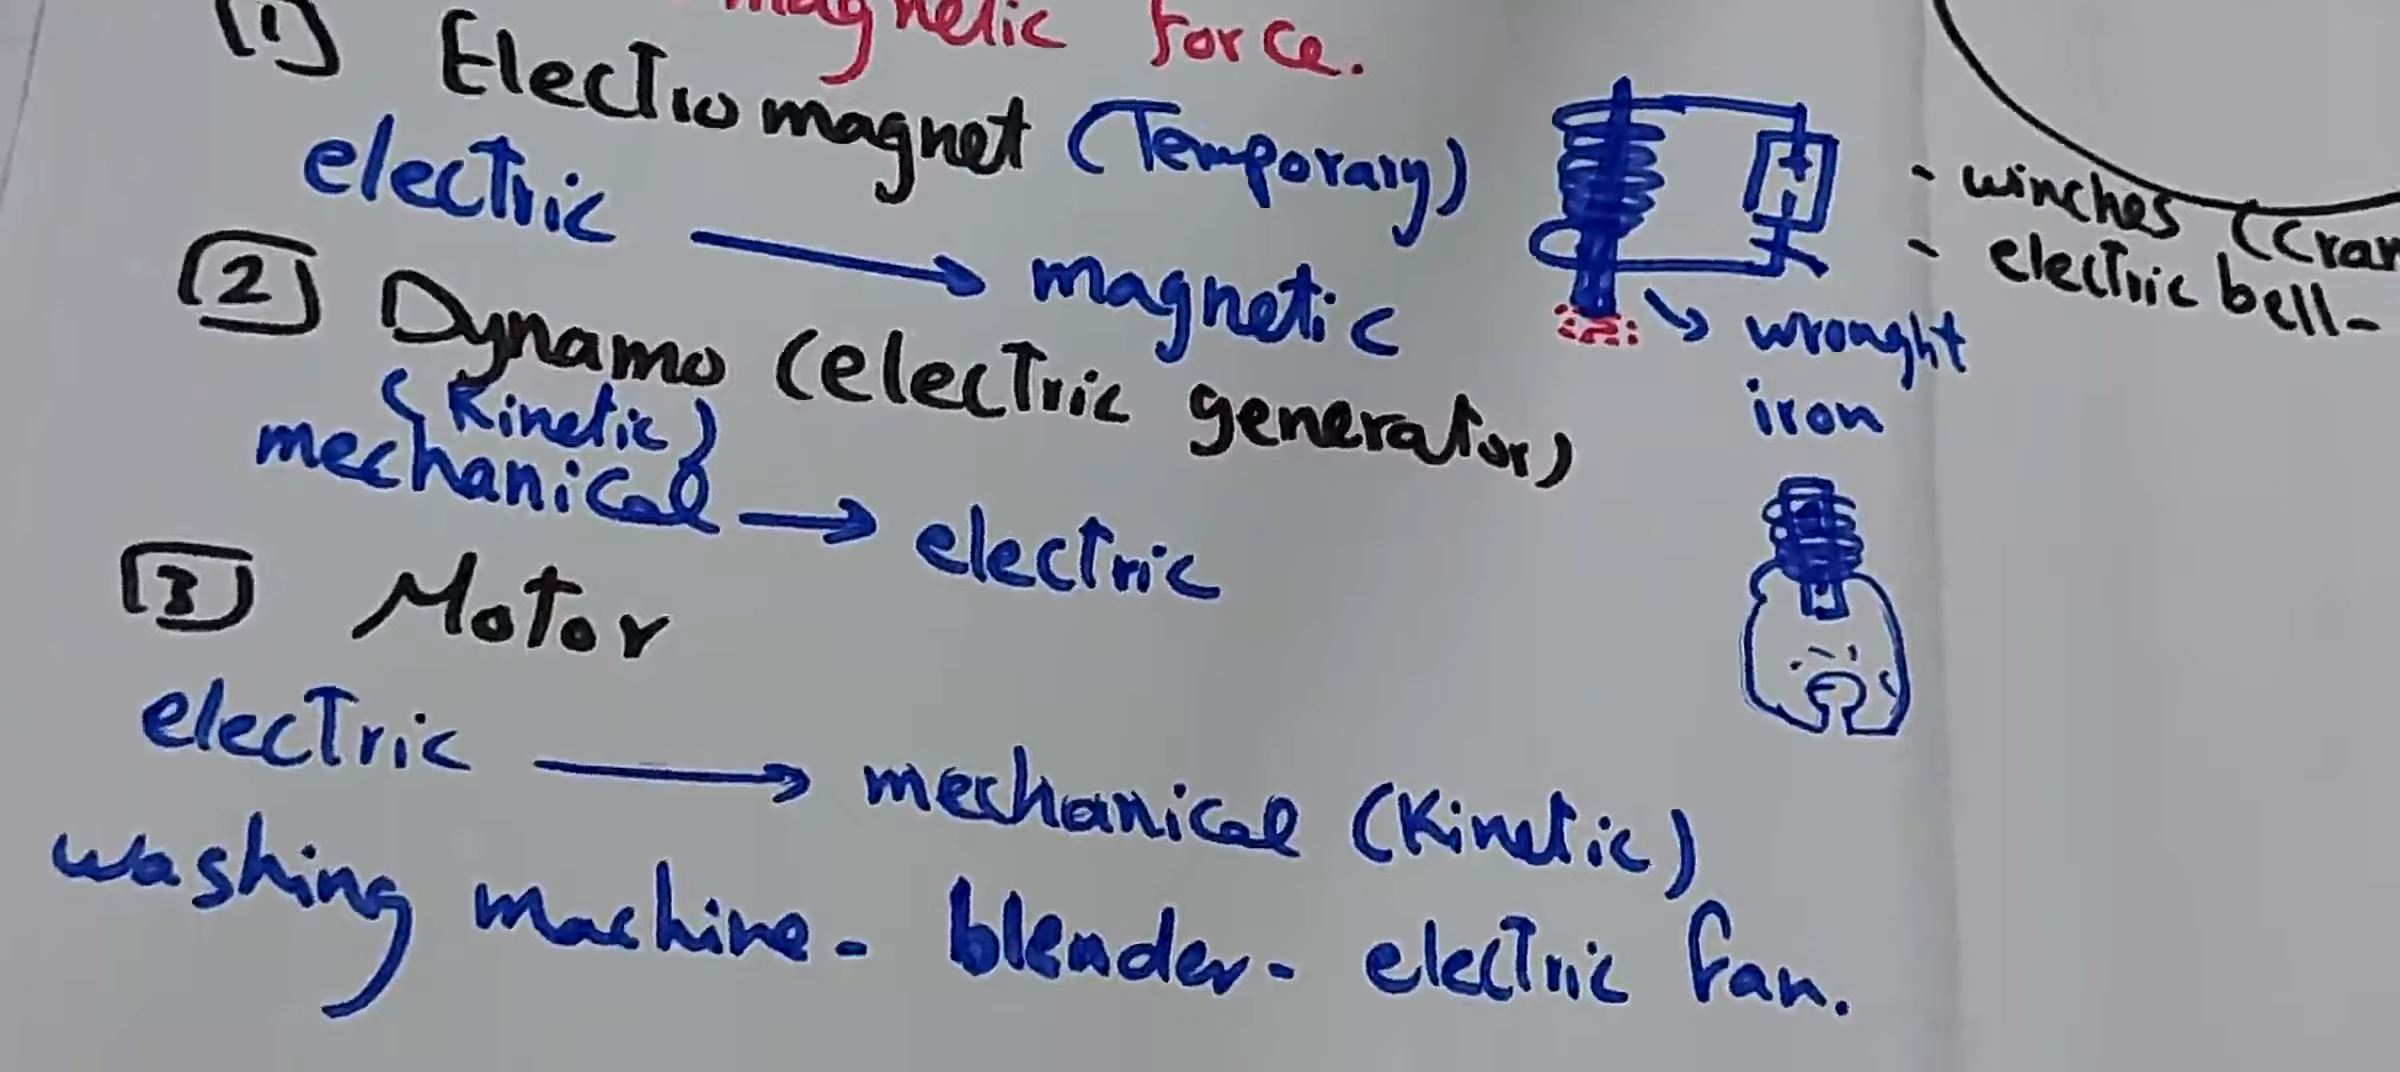 magnetic force.
[1] Electromagnet (Temporary)
electric → magnetic
- winches (
- electric bell-
wrought
iron
[2] Dynamo (electric generator)
(Kinetic)
mechanical → electric
[3] Motor
electric → mechanical (Kinetic)
washing machine- blender- electric fan.